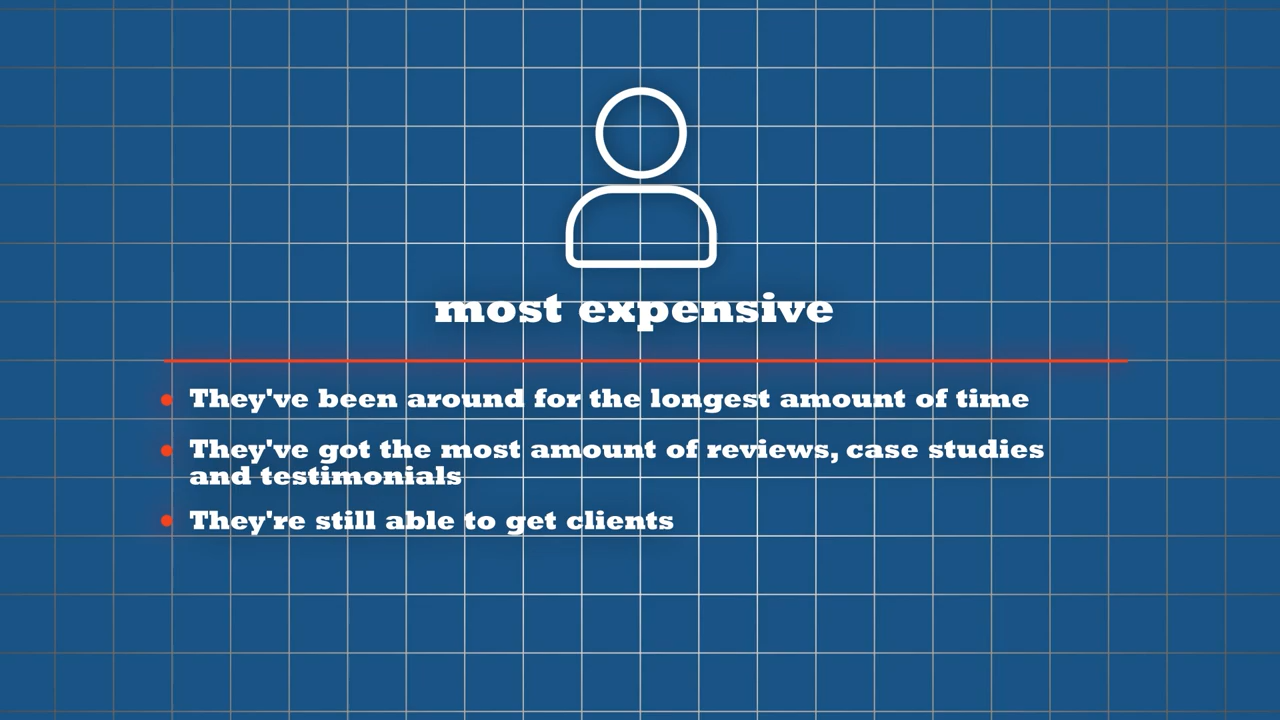 most expensive
They've been around for the longest amount of time
They've got the most amount of reviews, case studies
and testimonials
They're still able to get clients